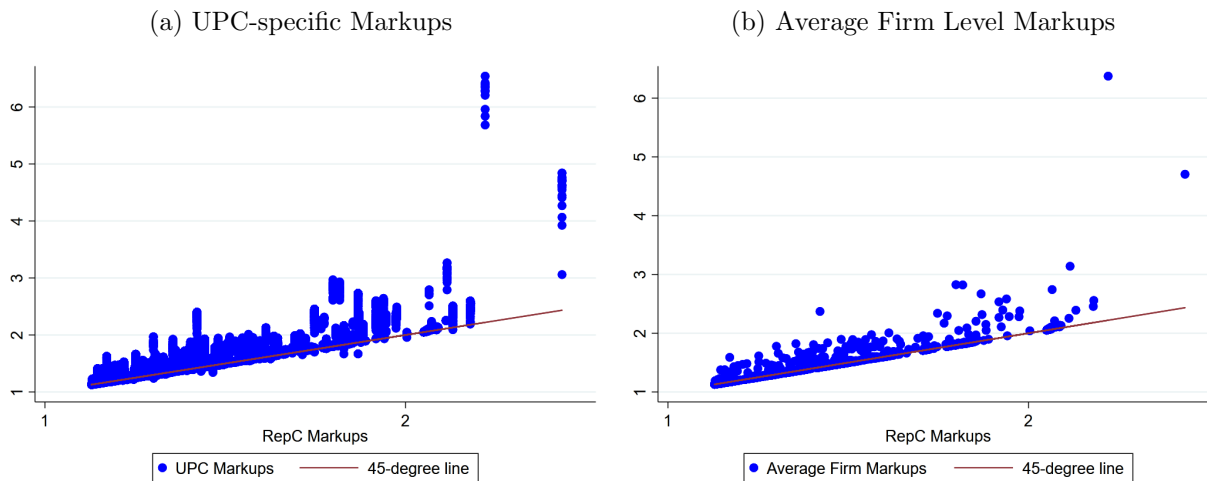 (a) UPC-specific Markups
6
5
4
3
2
1
1
2
RepC Markups
UPC Markups
45-degree line
(b) Average Firm Level Markups
6
5
4
3
2
1
1
2
RepC Markups
Average Firm Markups
45-degree line